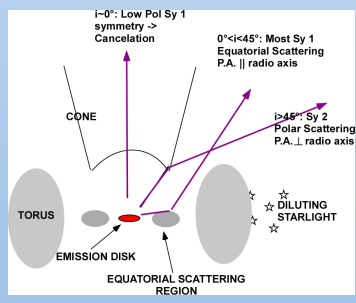 i~0°: Low Pol Sy 1
symmetry ->
Cancelation
0°<i<45°: Most Sy 1
Equatorial Scattering
P.A. || radio axis
i>45°: Sy 2
Polar Scattering
P.A.⊥ radio axis
CONE
TORUS
DILUTING
STARLIGHT
EMISSION DISK
EQUATORIAL SCATTERING
REGION